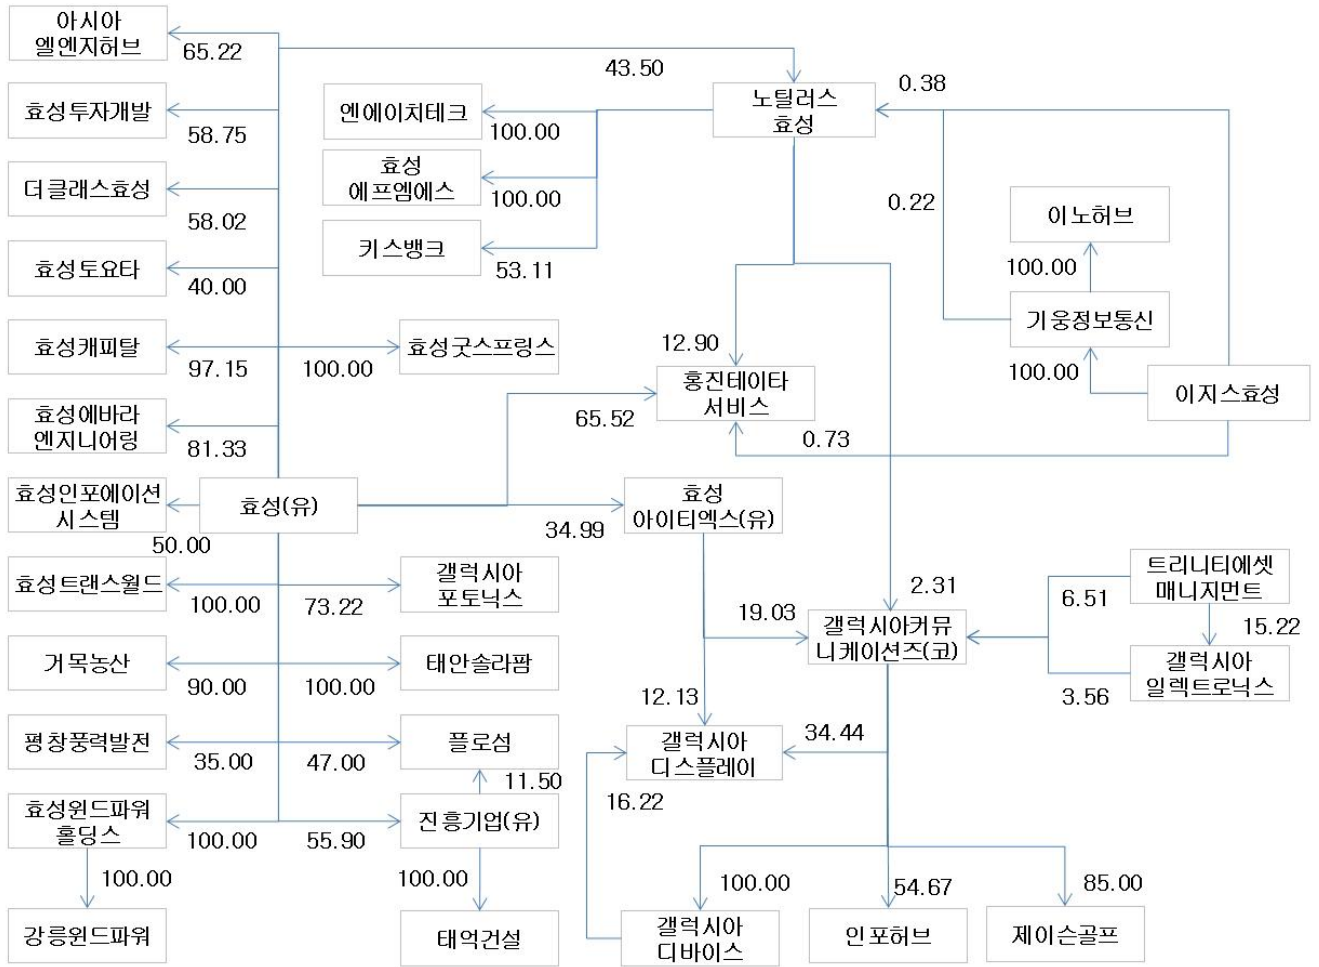 아시아
엘엔지허브
65.22
43.50
노틸러스
효성
0.38
효성투자개발
58.75
엔에이치테크
100.00
효성
에프엠에스
100.00
더클래스효성
58.02
0.22
이노허브
키스뱅크
53.11
효성토요타
40.00
100.00
기웅정보통신
효성캐피탈
97.15
100.00
효성굿스프링스
12.90
홍진데이타
서비스
100.00
이지스효성
65.52
0.73
효성에바라
엔지니어링
81.33
효성인포에이션
시스템
50.00
효성(유)
34.99
효성
아이티엑스(유)
효성트랜스월드
100.00
73.22
갤럭시아
포토닉스
19.03
2.31
갤럭시아커뮤
니케이션즈(코)
6.51
트리니티에셋
매니지먼트
15.22
갤럭시아
일렉트로닉스
3.56
거목농산
90.00
100.00
태안솔라팜
12.13
갤럭시아
디스플레이
34.44
평창풍력발전
35.00
47.00
플로섬
11.50
16.22
효성윈드파워
홀딩스
100.00
55.90
진흥기업(유)
100.00
강릉윈드파워
100.00
태억건설
100.00
갤럭시아
디바이스
54.67
인포허브
85.00
제이슨골프